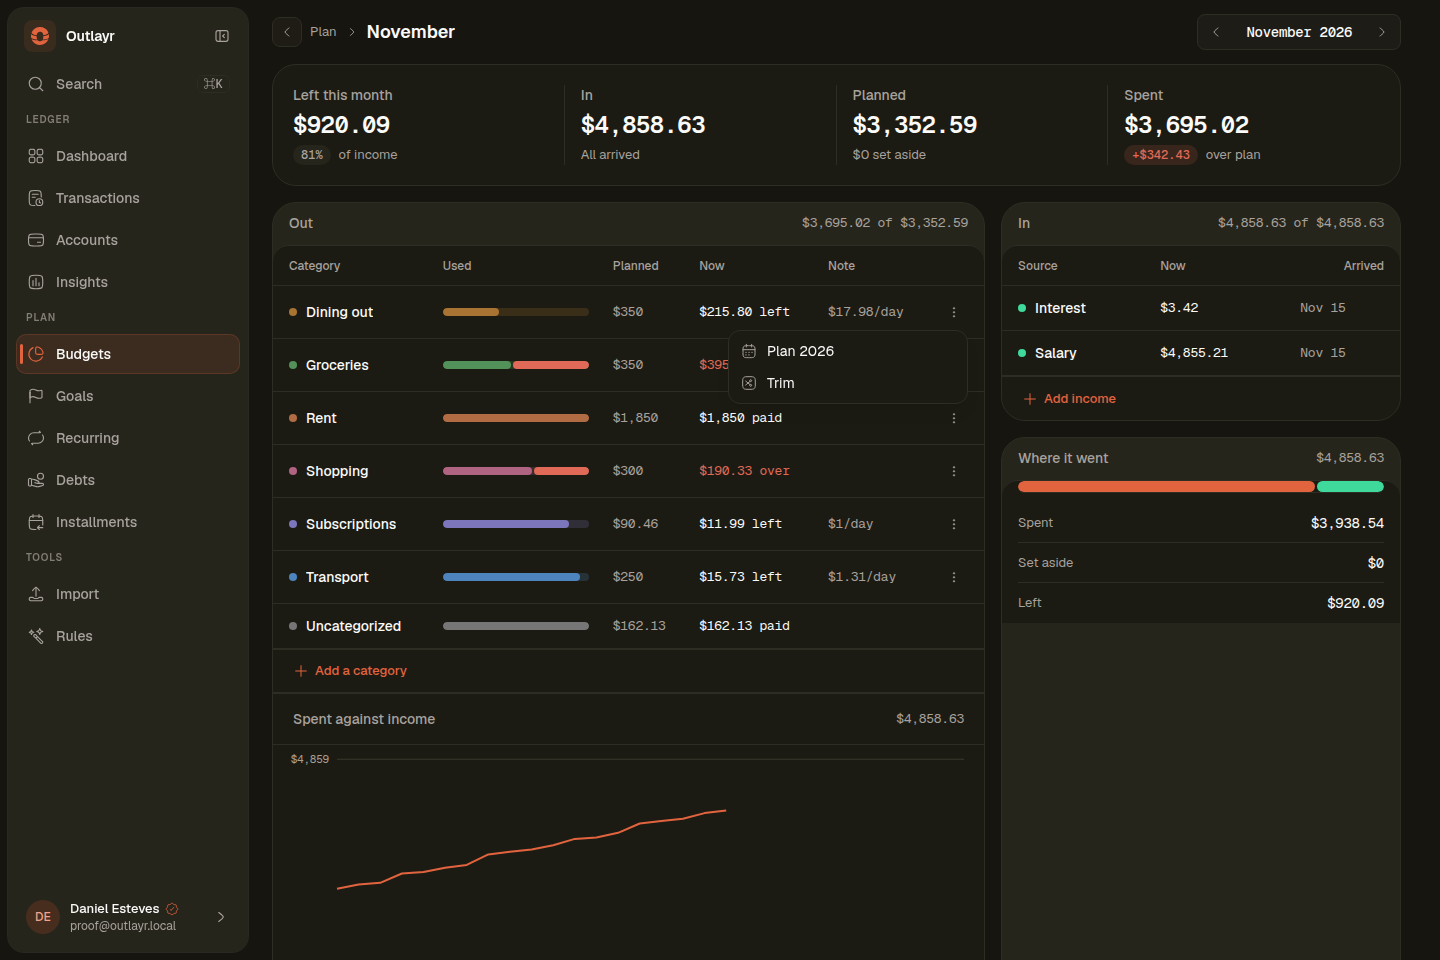 Outlayr
Search ⌘K
LEDGER
Dashboard
Transactions
Accounts
Insights
PLAN
Budgets
Goals
Recurring
Debts
Installments
TOOLS
Import
Rules
DE
Daniel Esteves
proof@outlayr.local
Plan November
November 2026
Left this month
$920.09
81% of income
In
$4,858.63
All arrived
Planned
$3,352.59
$0 set aside
Spent
$3,695.02
+$342.43 over plan
Out $3,695.02 of $3,352.59
Category Used Planned Now Note
Dining out $350 $215.80 left $17.98/day
Groceries $350 $395
Plan 2026
Trim
Rent $1,850 $1,850 paid
Shopping $300 $190.33 over
Subscriptions $90.46 $11.99 left $1/day
Transport $250 $15.73 left $1.31/day
Uncategorized $162.13 $162.13 paid
Add a category
Spent against income $4,858.63
$4,859
In $4,858.63 of $4,858.63
Source Now Arrived
Interest $3.42 Nov 15
Salary $4,855.21 Nov 15
Add income
Where it went $4,858.63
Spent $3,938.54
Set aside $0
Left $920.09